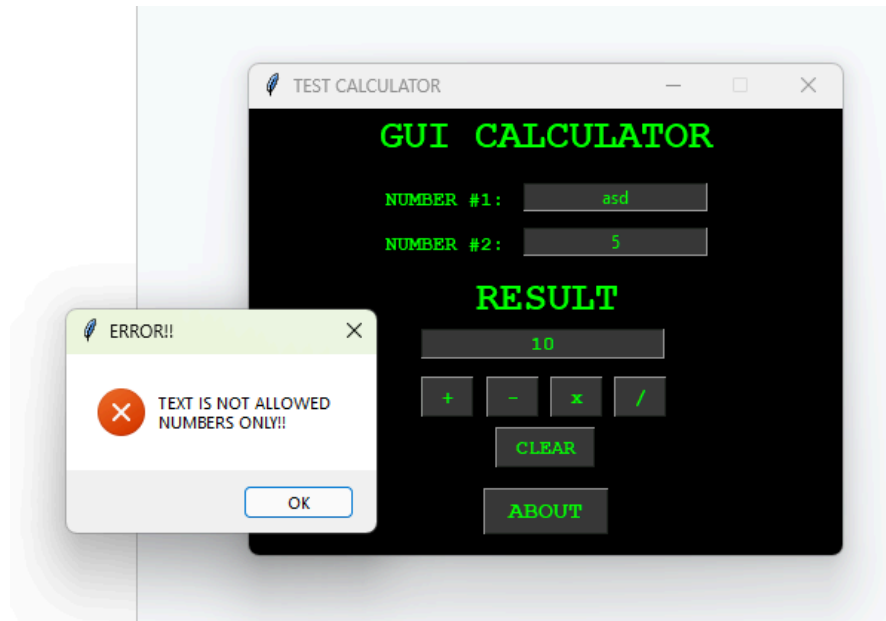 TEST CALCULATOR
GUI CALCULATOR
NUMBER #1: asd
NUMBER #2: 5
RESULT
10
+ - x /
CLEAR
ABOUT
ERROR!!
TEXT IS NOT ALLOWED
NUMBERS ONLY!!
OK